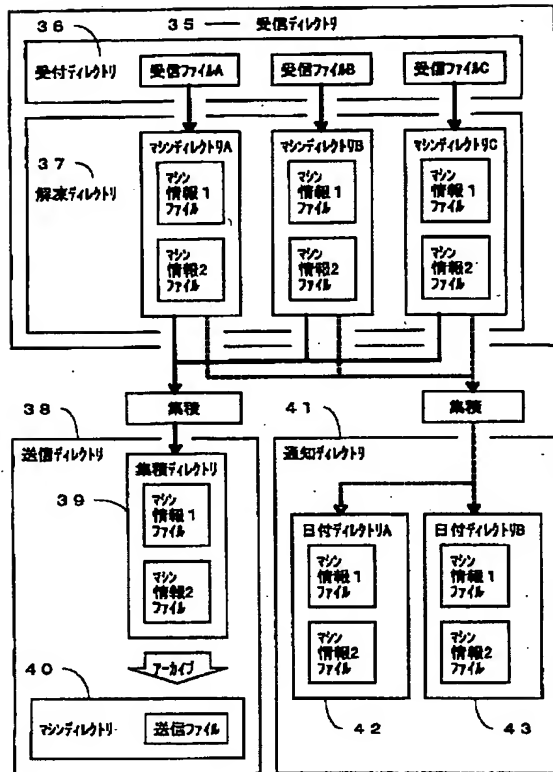 36
35
受信ディレクトリ
受付ディレクトリ
受信ファイルA
受信ファイルB
受信ファイルC
37
解凍ディレクトリ
マシンディレクトリA
マシン
情報1
ファイル
マシン
情報2
ファイル
マシンディレクトリB
マシン
情報1
ファイル
マシン
情報2
ファイル
マシンディレクトリC
マシン
情報1
ファイル
マシン
情報2
ファイル
集積
集積
38
送信ディレクトリ
39
集積ディレクトリ
マシン
情報1
ファイル
マシン
情報2
ファイル
アーカイブ
40
マシンディレクトリ
送信ファイル
41
通知ディレクトリ
日付ディレクトリA
マシン
情報1
ファイル
マシン
情報2
ファイル
日付ディレクトリB
マシン
情報1
ファイル
マシン
情報2
ファイル
42
43